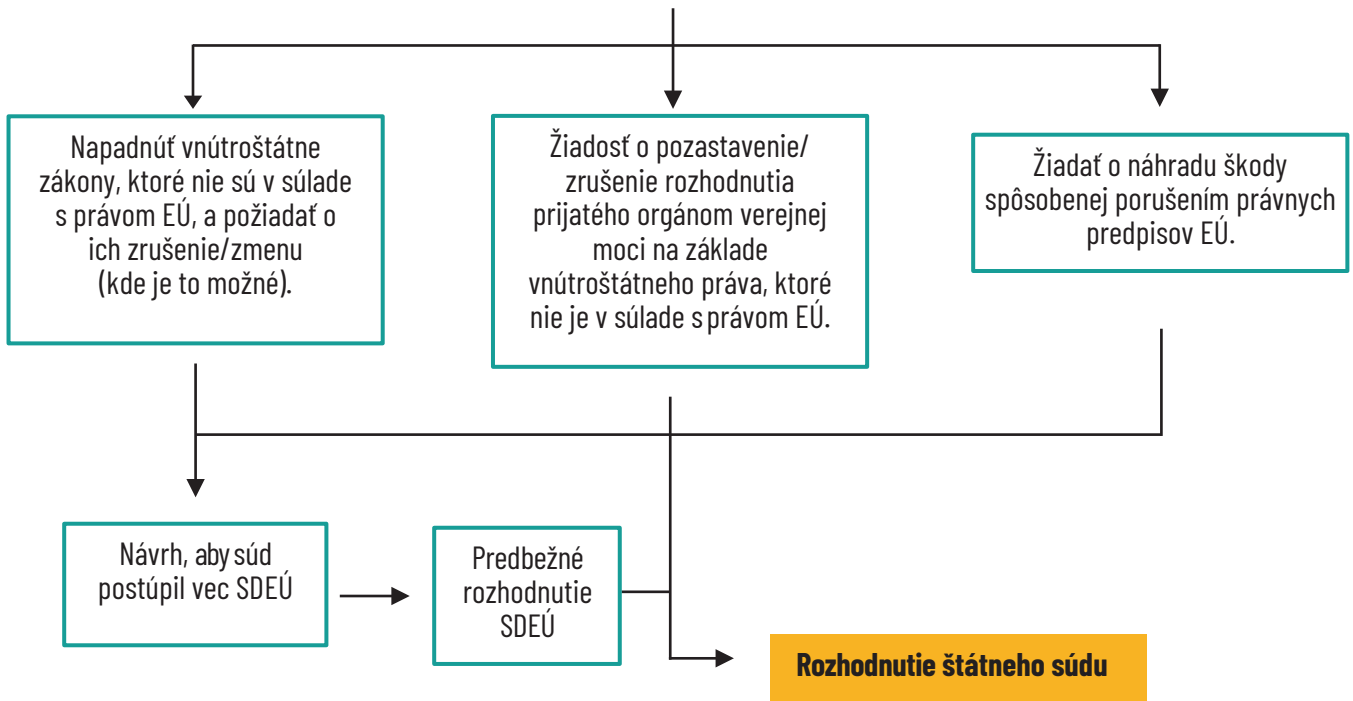 Napadnúť vnútroštátne
zákony, ktoré nie sú v súlade
s právom EÚ, a požiadať o
ich zrušenie/zmenu
(kde je to možné).
Žiadosť o pozastavenie/
zrušenie rozhodnutia
prijatého orgánom verejnej
moci na základe
vnútroštátneho práva, ktoré
nie je v súlade s právom EÚ.
Žiadať o náhradu škody
spôsobenej porušením právnych
predpisov EÚ.
Návrh, aby súd
postúpil vec SDEÚ
Predbežné
rozhodnutie
SDEÚ
Rozhodnutie štátneho súdu